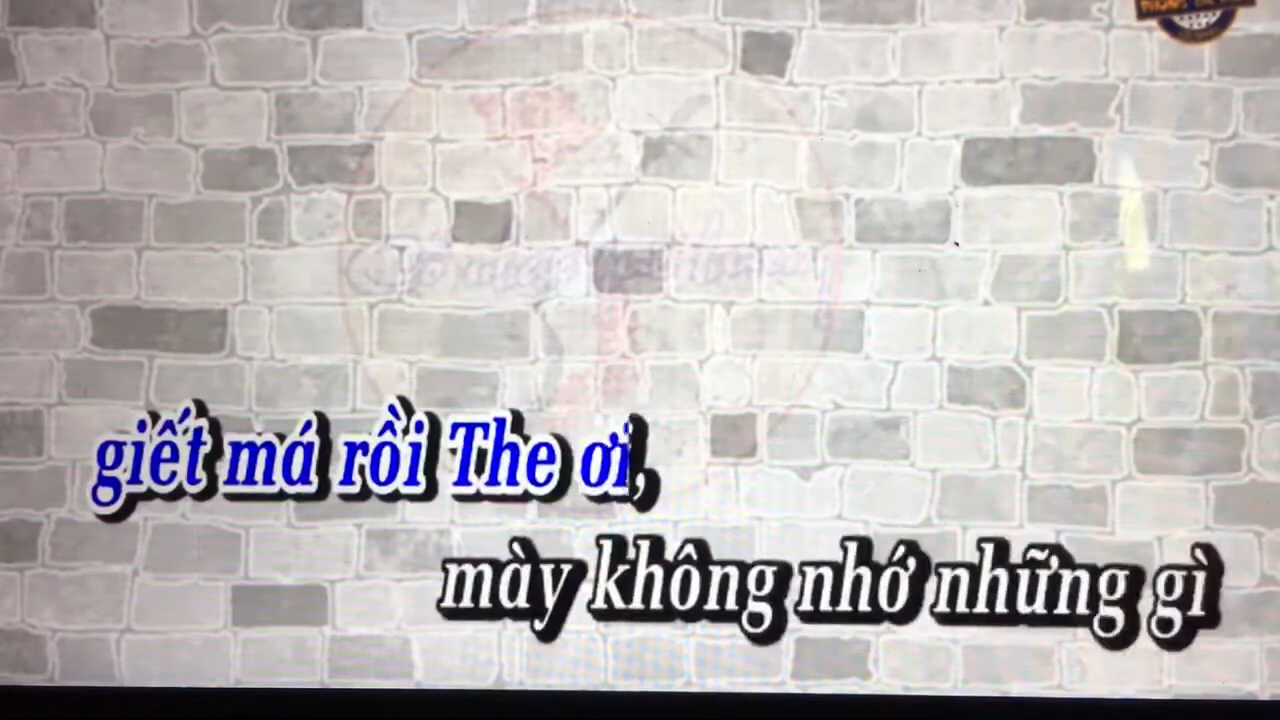 giết má rồi The ơi,
mày không nhớ những gì